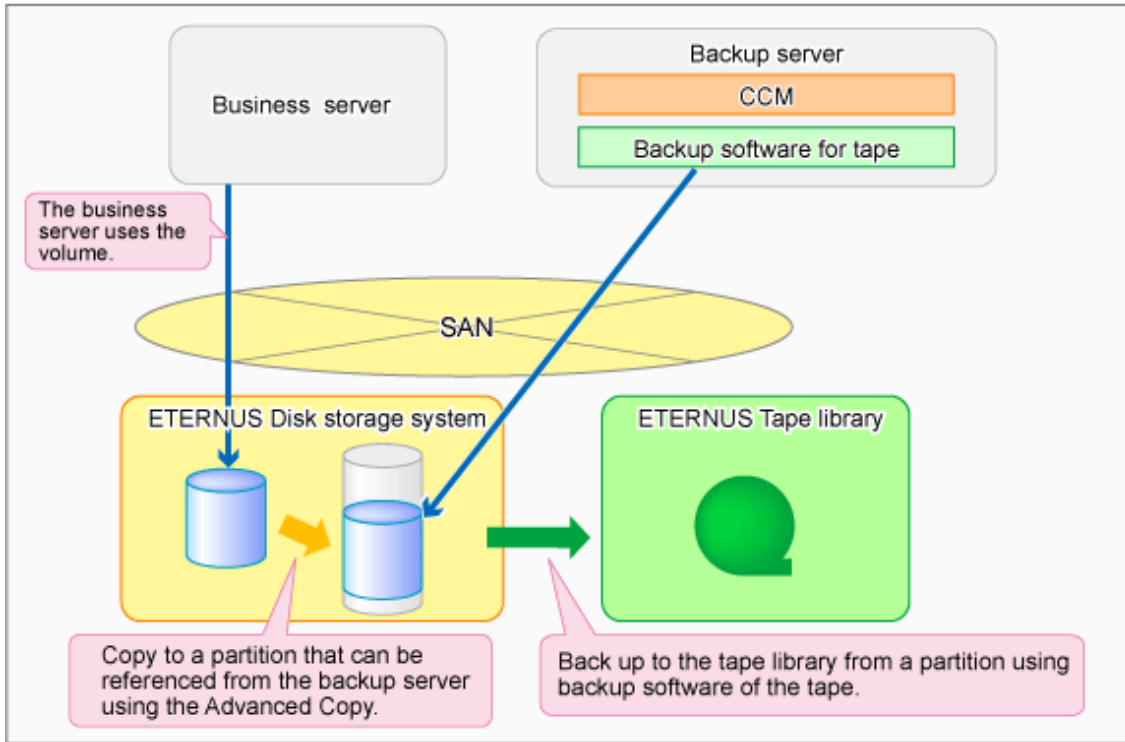 Business server
Backup server
CCM
Backup software for tape
The business
server uses the
volume.
SAN
ETERNUS Disk storage system
ETERNUS Tape library
Copy to a partition that can be
referenced from the backup server
using the Advanced Copy.
Back up to the tape library from a partition using
backup software of the tape.